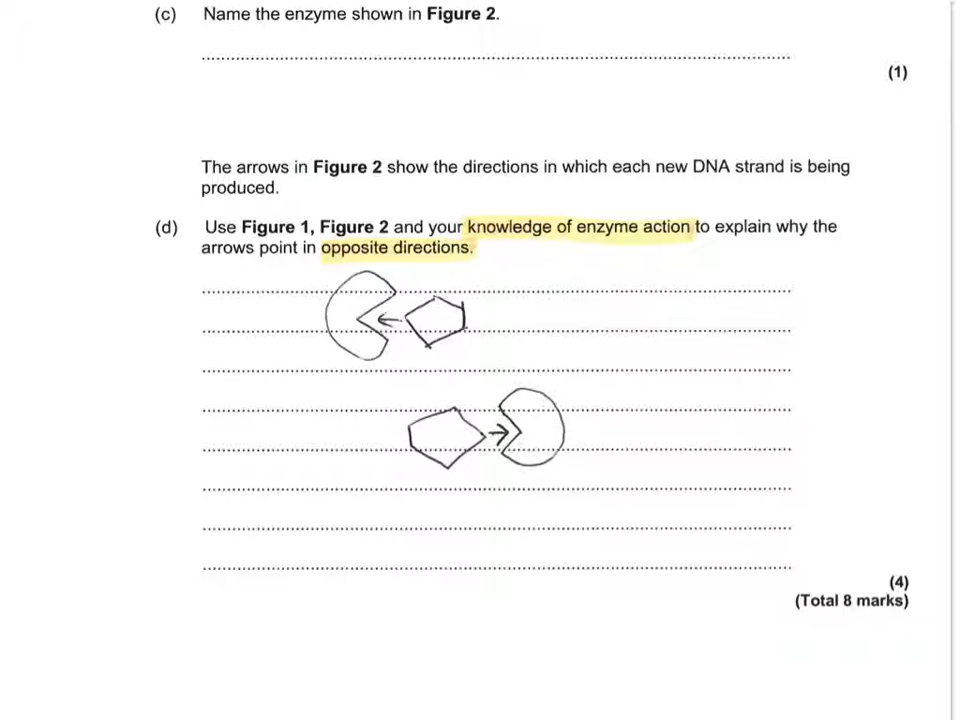 (c) Name the enzyme shown in Figure 2.
(1)
The arrows in Figure 2 show the directions in which each new DNA strand is being
produced.
(d) Use Figure 1, Figure 2 and your knowledge of enzyme action to explain why the
arrows point in opposite directions.
(4)
(Total 8 marks)